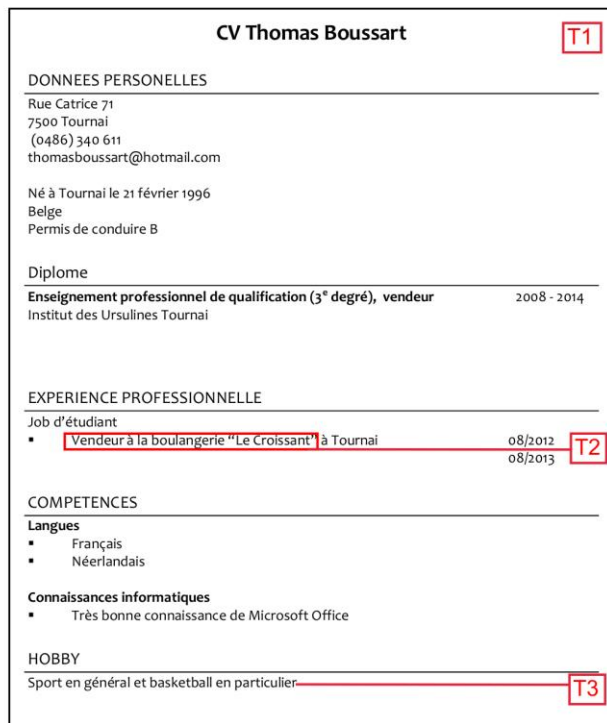 CV Thomas Boussart
T1
DONNEES PERSONELLES
Rue Catrice 71
7500 Tournai
(0486) 340 611
thomasboussart@hotmail.com
Né à Tournai le 21 février 1996
Belge
Permis de conduire B
Diplome
Enseignement professionnel de qualification (3e degré), vendeur 2008 - 2014
Institut des Ursulines Tournai
EXPERIENCE PROFESSIONNELLE
Job d'étudiant
▪ Vendeur à la boulangerie "Le Croissant" à Tournai 08/2012 T2
08/2013
COMPETENCES
Langues
▪ Français
▪ Néerlandais
Connaissances informatiques
▪ Très bonne connaissance de Microsoft Office
HOBBY
Sport en général et basketball en particulier T3